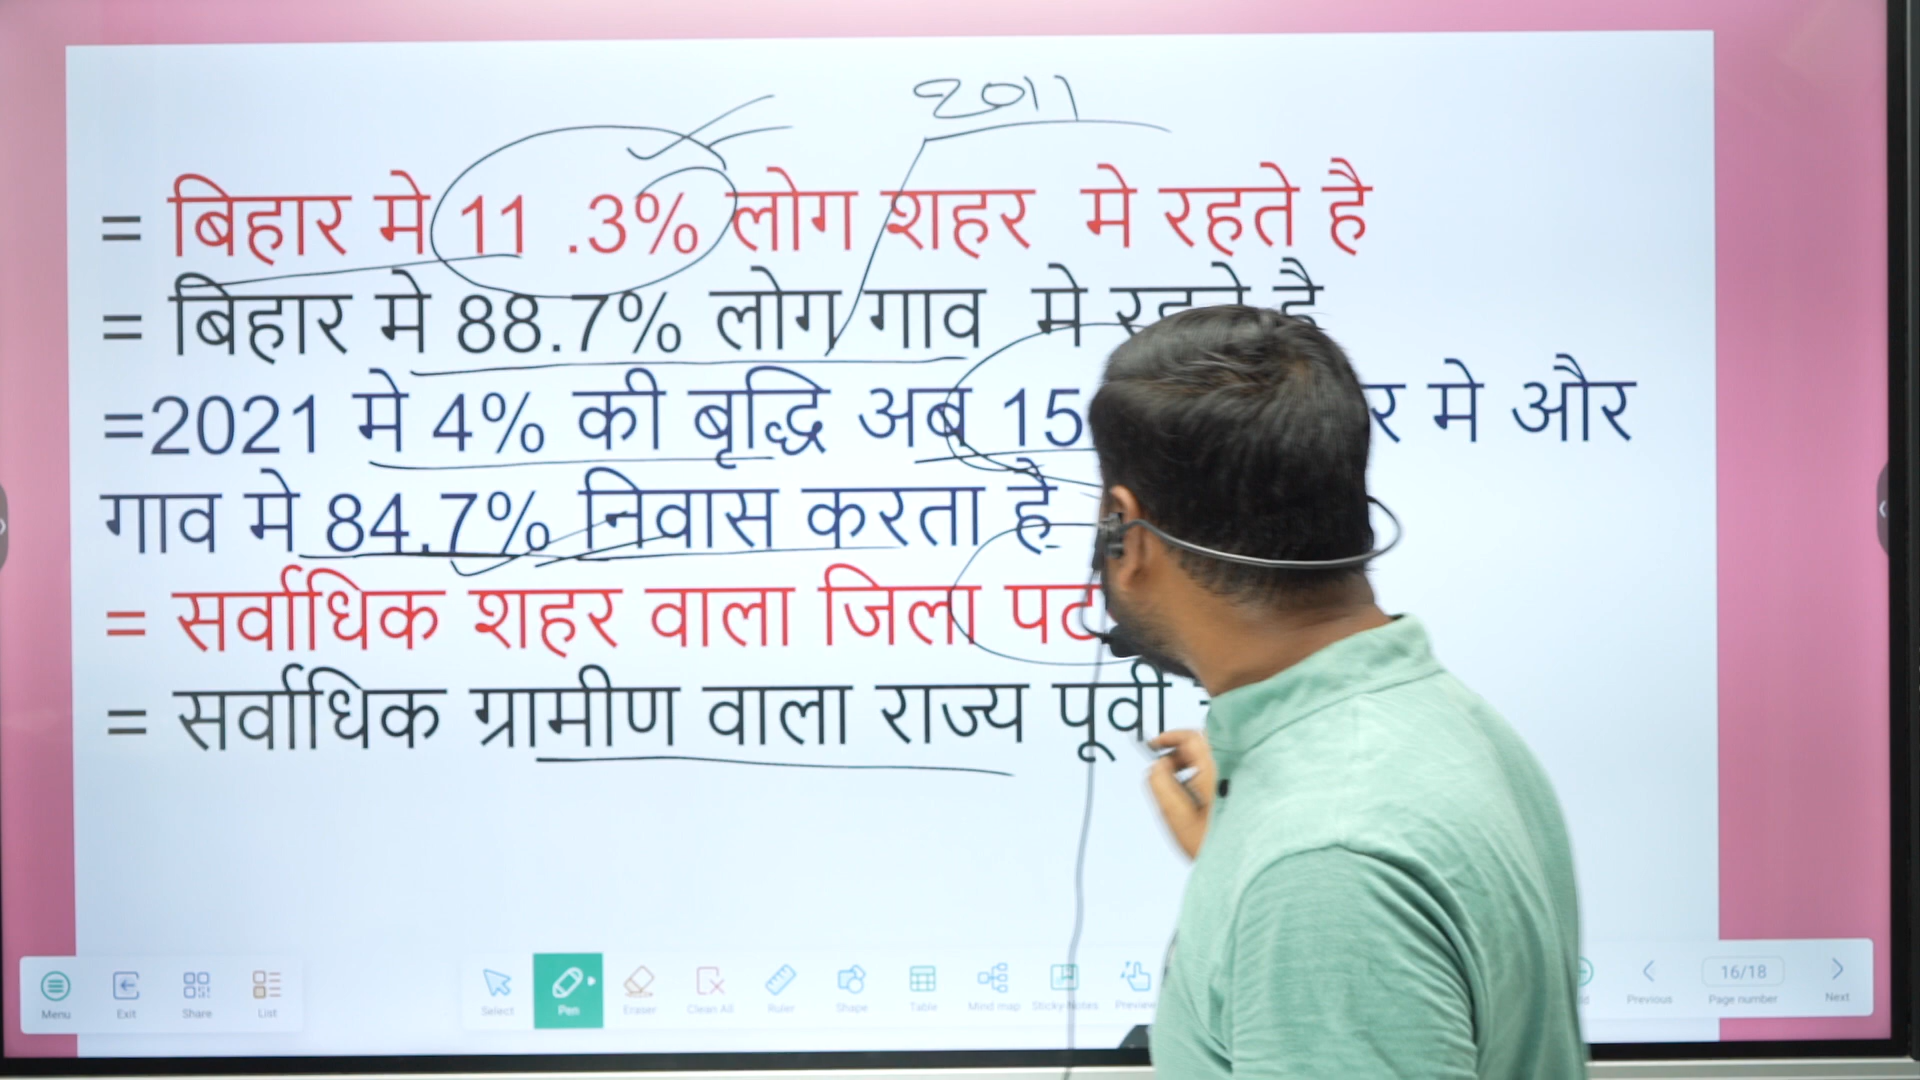 2011
= बिहार मे 11 .3% लोग शहर मे रहते है
= बिहार मे 88.7% लोग गाव मे रहते है
=2021 मे 4% की बृद्धि अब 15 मे और
गाव मे 84.7% निवास करता है
= सर्वाधिक शहर वाला जिला
= सर्वाधिक ग्रामीण वाला राज्य पूर्वी
Menu Exit Share List Select Pen Eraser Clean All Ruler Shape Table Mind map Sticky Notes Preview Previous 16/18 Page number Next